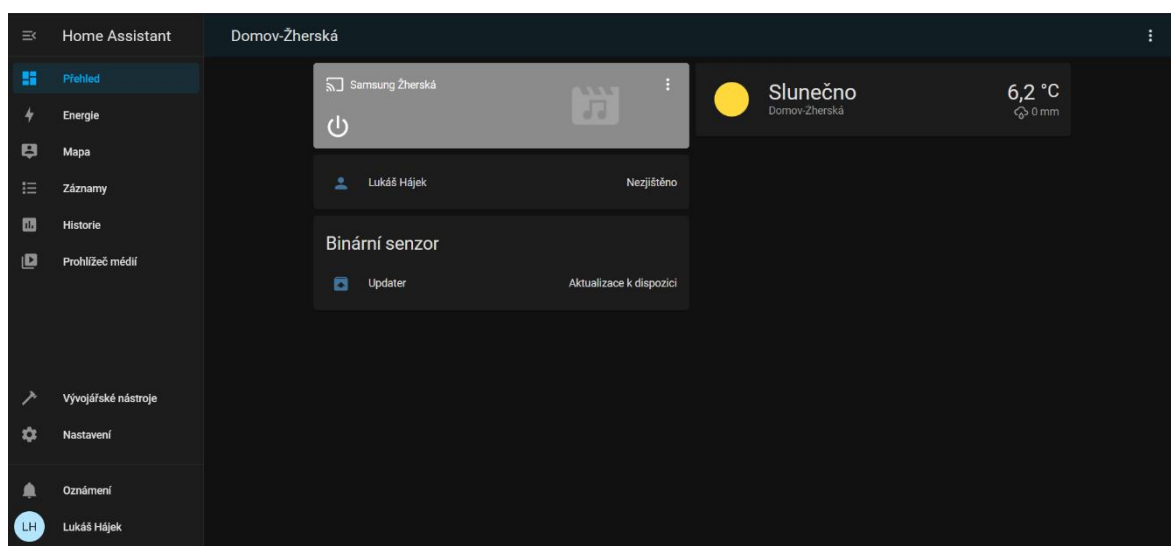 Home Assistant
Přehled
Energie
Mapa
Záznamy
Historie
Prohlížeč médií
Vývojářské nástroje
Nastavení
Oznámení
LH Lukáš Hájek
Domov-Žherská
Samsung Žherská
Lukáš Hájek Nezjištěno
Binární senzor
Updater Aktualizace k dispozici
Slunečno 6,2 °C
Domov-Žherská 0 mm